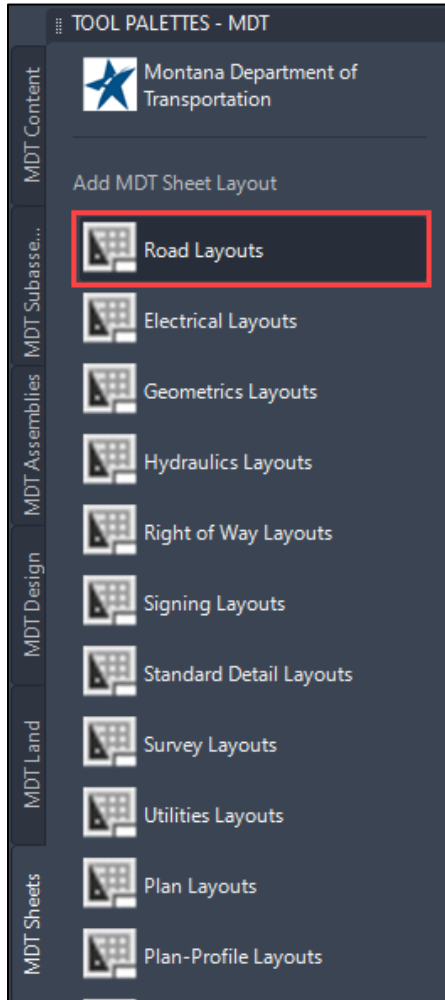 TOOL PALETTES - MDT
Montana Department of
Transportation
Add MDT Sheet Layout
Road Layouts
Electrical Layouts
Geometrics Layouts
Hydraulics Layouts
Right of Way Layouts
Signing Layouts
Standard Detail Layouts
Survey Layouts
Utilities Layouts
Plan Layouts
Plan-Profile Layouts
MDT Content
MDT Subasse...
MDT Assemblies
MDT Design
MDT Land
MDT Sheets